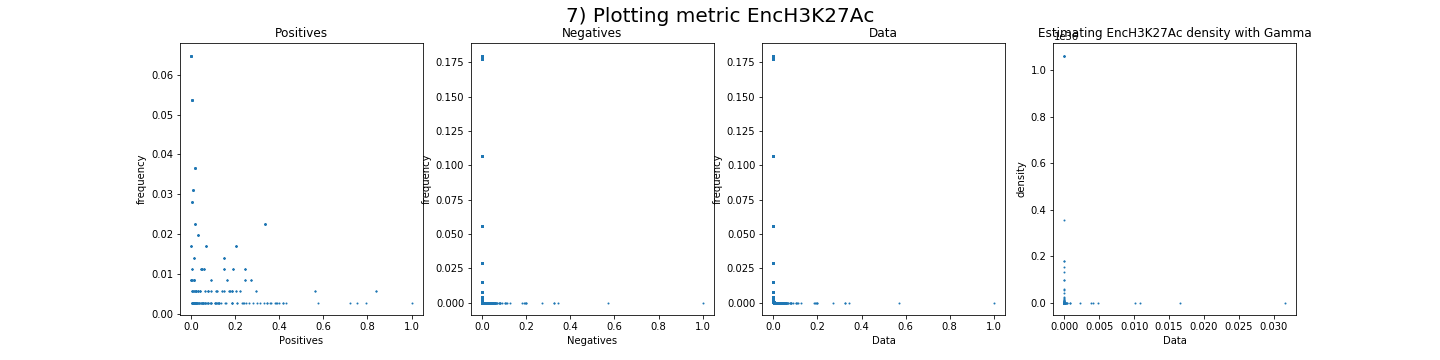 7) Plotting metric EncH3K27Ac
Positives
frequency
0.06
0.05
0.04
0.03
0.02
0.01
0.00
0.0 0.2 0.4 0.6 0.8 1.0
Positives
Negatives
frequency
0.175
0.150
0.125
0.100
0.075
0.050
0.025
0.000
0.0 0.2 0.4 0.6 0.8 1.0
Negatives
Data
frequency
0.175
0.150
0.125
0.100
0.075
0.050
0.025
0.000
0.0 0.2 0.4 0.6 0.8 1.0
Data
Estimating EncH3K27Ac density with Gamma
density
1.0
0.8
0.6
0.4
0.2
0.0
0.000 0.005 0.010 0.015 0.020 0.025 0.030
Data